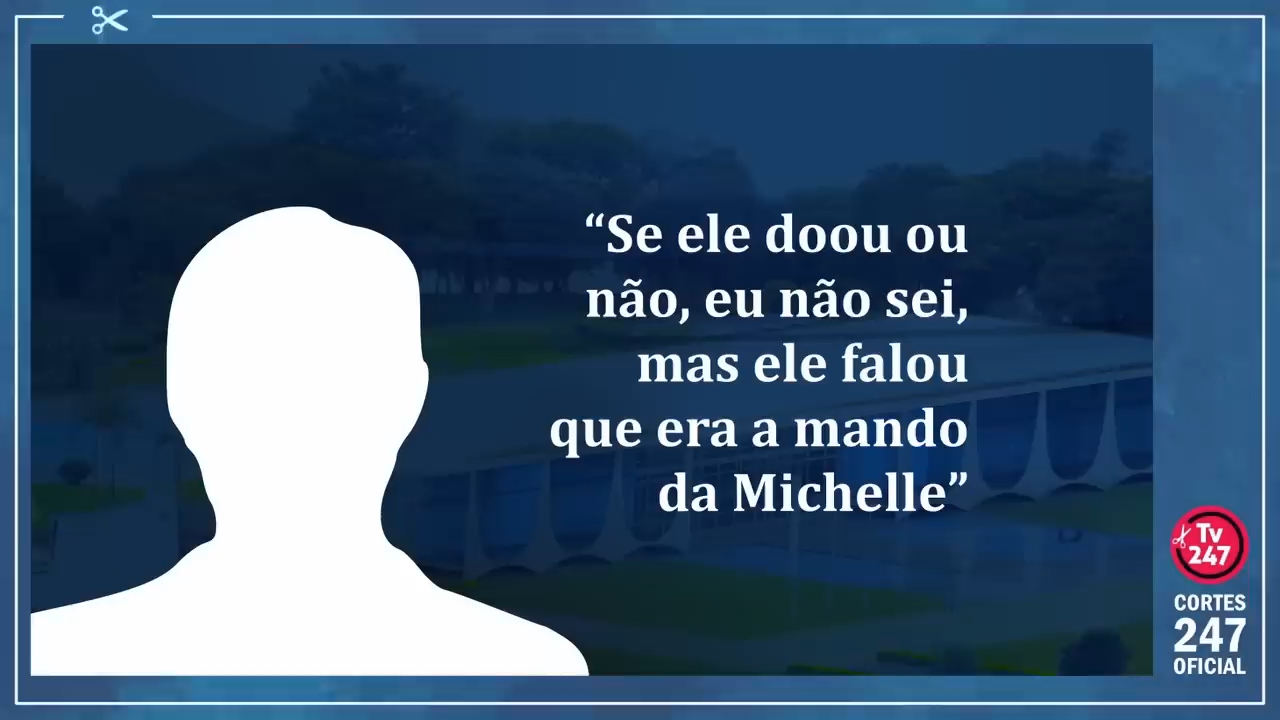 “Se ele doou ou
não, eu não sei,
mas ele falou
que era a mando
da Michelle”
Tv
247
CORTES
247
OFICIAL